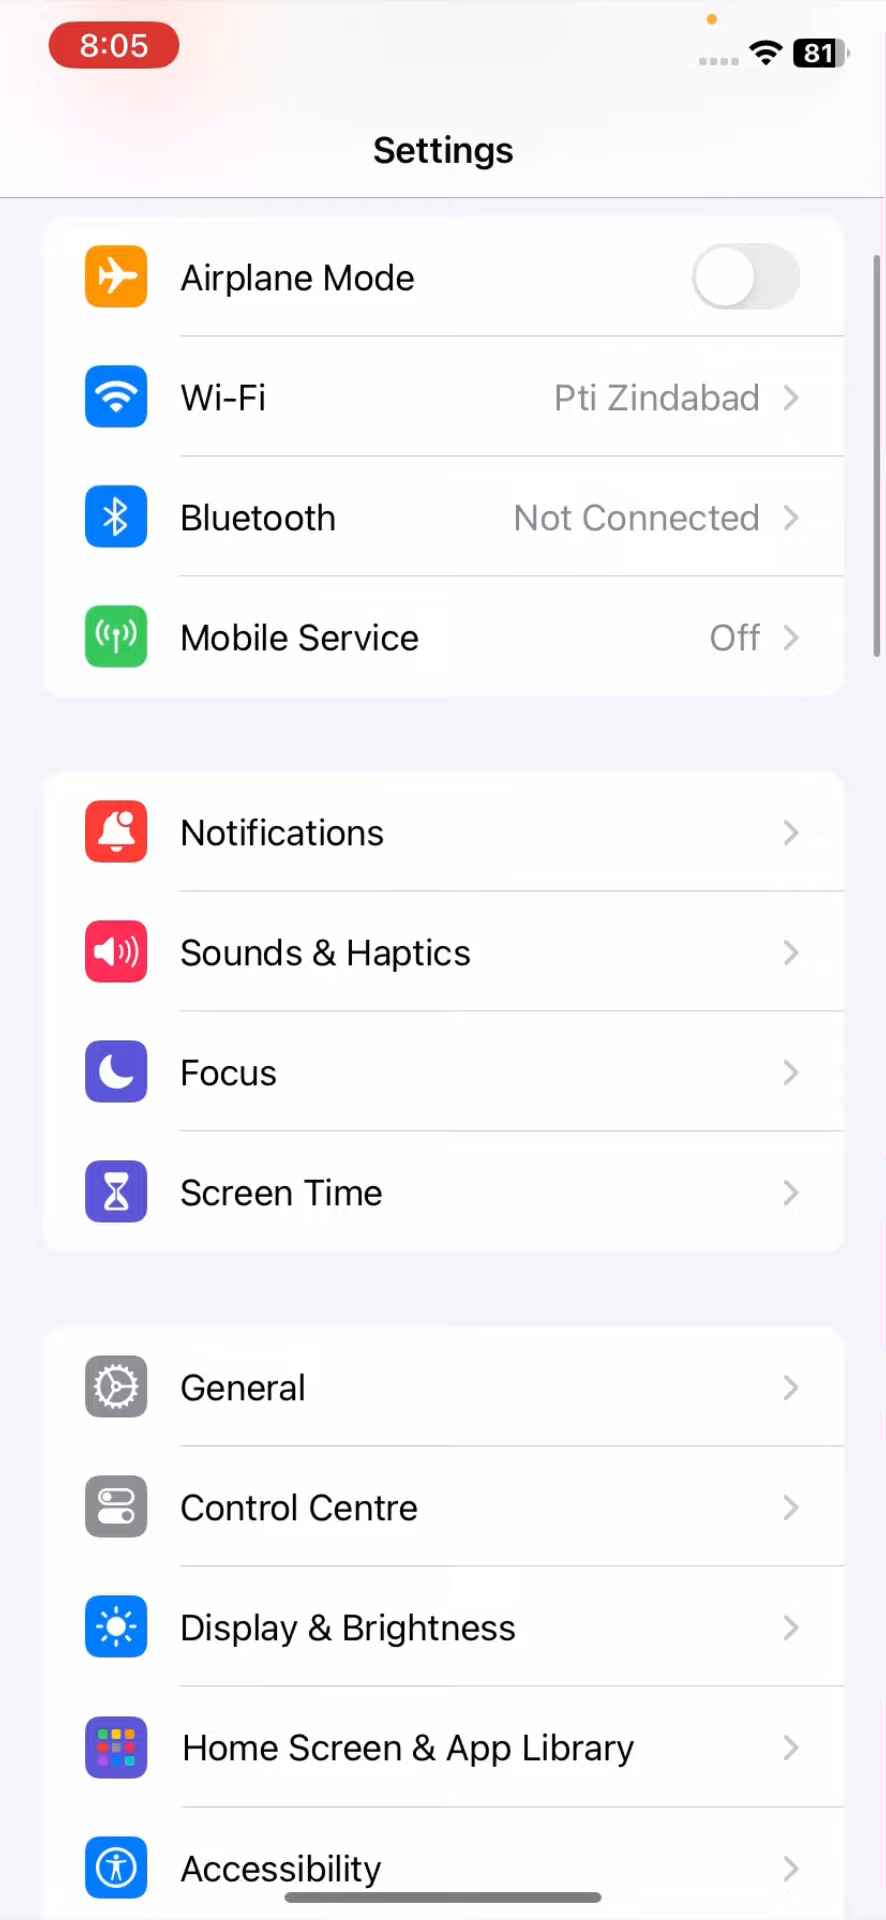 8:05
81
Settings
Airplane Mode
Wi-Fi Pti Zindabad
Bluetooth Not Connected
Mobile Service Off
Notifications
Sounds & Haptics
Focus
Screen Time
General
Control Centre
Display & Brightness
Home Screen & App Library
Accessibility